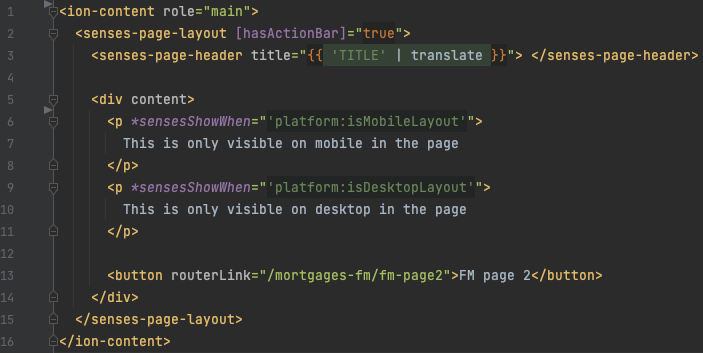 1 <ion-content role="main">
2 <senses-page-layout [hasActionBar]="true">
3 <senses-page-header title="{{ 'TITLE' | translate }}"> </senses-page-header>
4
5 <div content>
6 <p *sensesShowWhen="'platform:isMobileLayout'">
7 This is only visible on mobile in the page
8 </p>
9 <p *sensesShowWhen="'platform:isDesktopLayout'">
10 This is only visible on desktop in the page
11 </p>
12
13 <button routerLink="/mortgages-fm/fm-page2">FM page 2</button>
14 </div>
15 </senses-page-layout>
16 </ion-content>